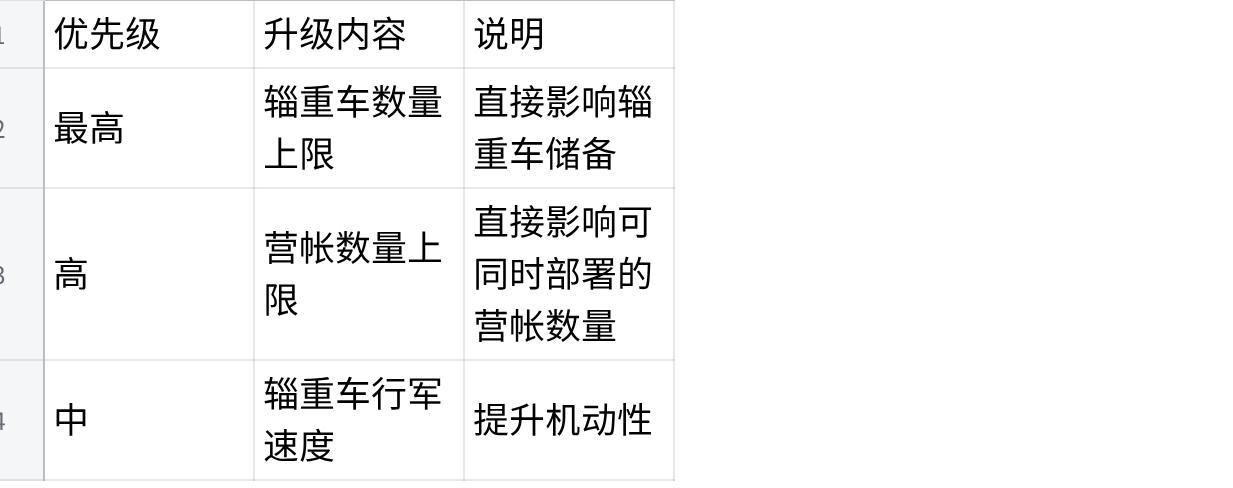 1 优先级 升级内容 说明
2 最高 辎重车数量 直接影响辎
上限 重车储备
3 高 营帐数量上 直接影响可
限 同时部署的
营帐数量
4 中 辎重车行军 提升机动性
速度